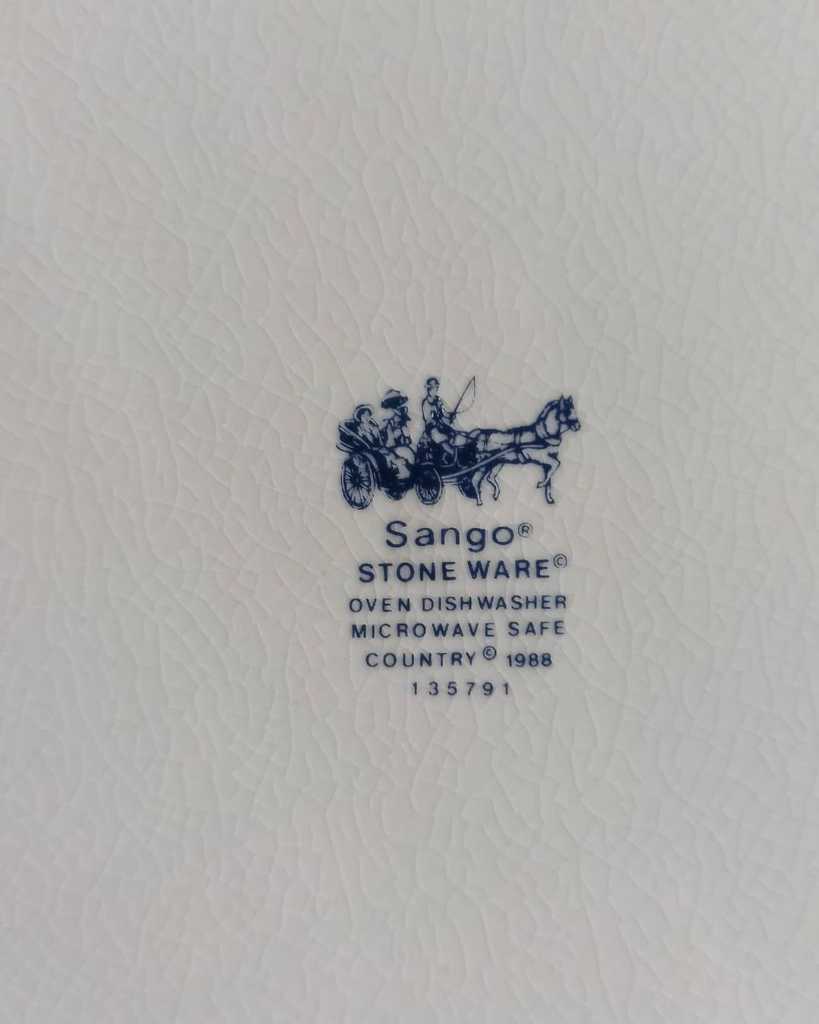 Sango®
STONE WARE©
OVEN DISHWASHER
MICROWAVE SAFE
COUNTRY© 1988
135791